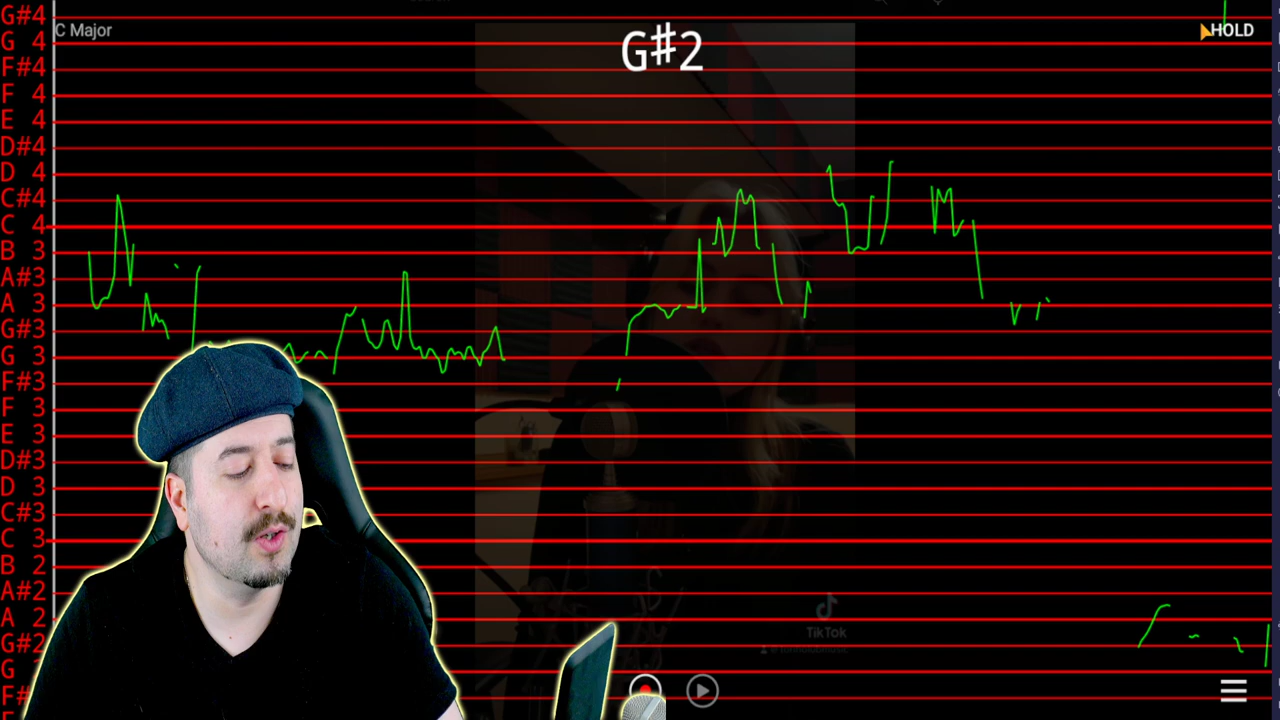 G#4
C Major
G#2
HOLD
G 4
F#4
F 4
E 4
D#4
D 4
C#4
C 4
B 3
A#3
A 3
G#3
G 3
F#3
F 3
E 3
D#3
D 3
C#3
C 3
B 2
A#2
A 2
G#2
TikTok
G
F#